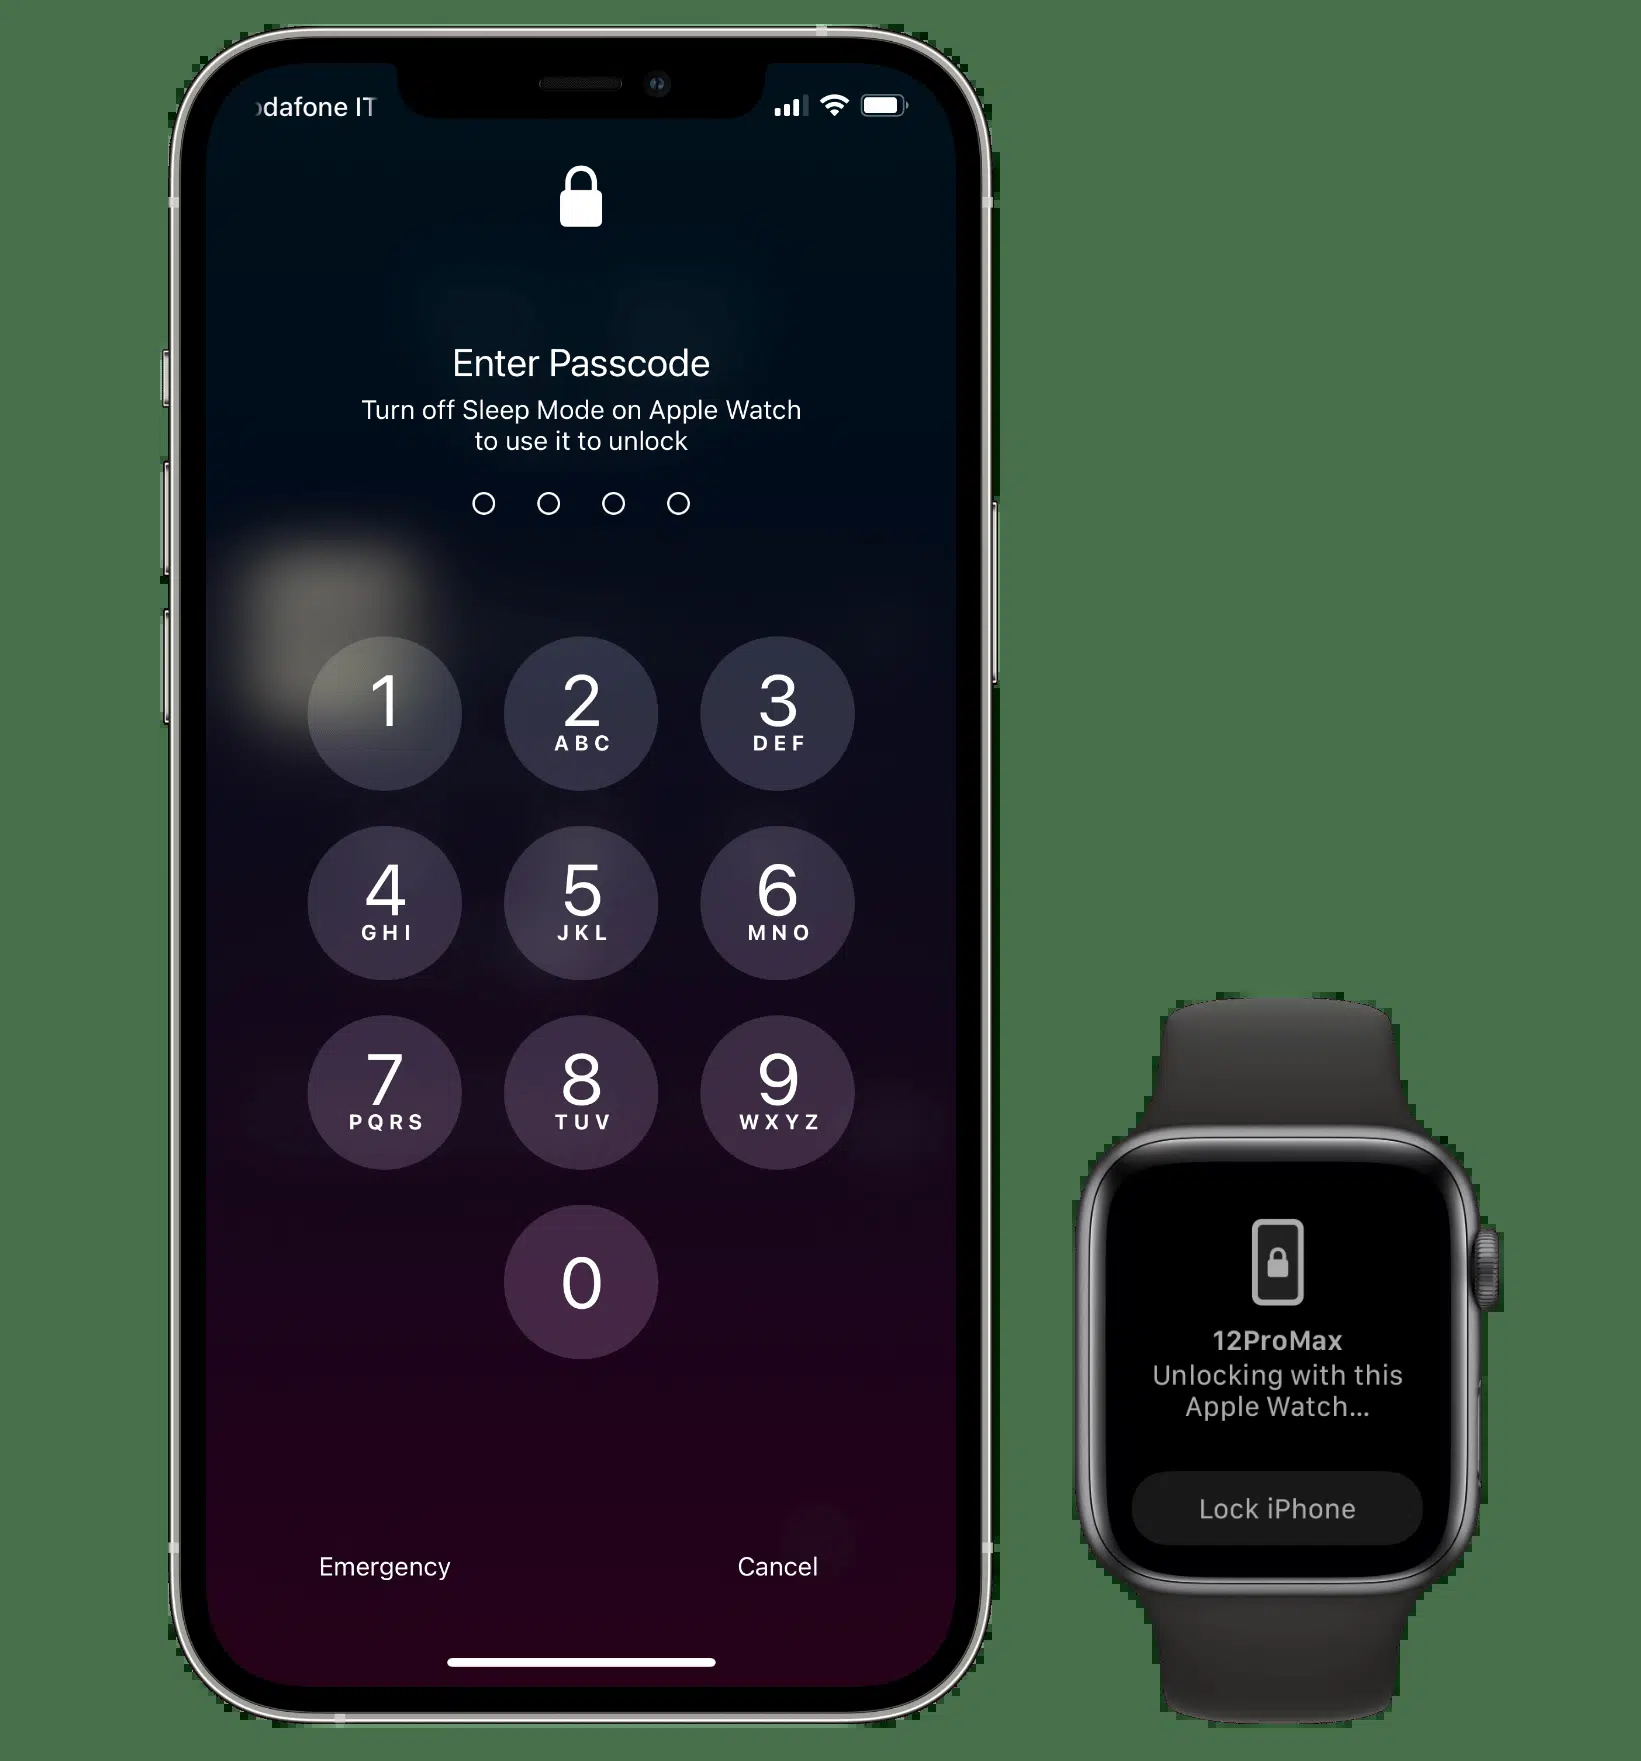 odafone IT
Enter Passcode
Turn off Sleep Mode on Apple Watch
to use it to unlock
1
2
ABC
3
DEF
4
GHI
5
JKL
6
MNO
7
PQRS
8
TUV
9
WXYZ
0
Emergency
Cancel
12ProMax
Unlocking with this
Apple Watch...
Lock iPhone